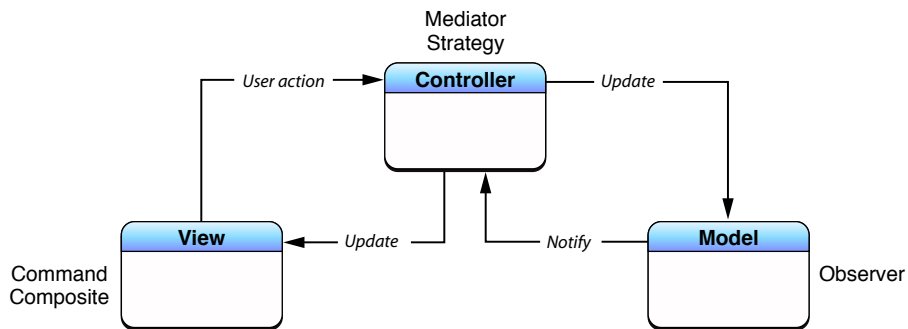 Mediator
Strategy
Controller
User action
Update
View
Update
Notify
Model
Command
Composite
Observer